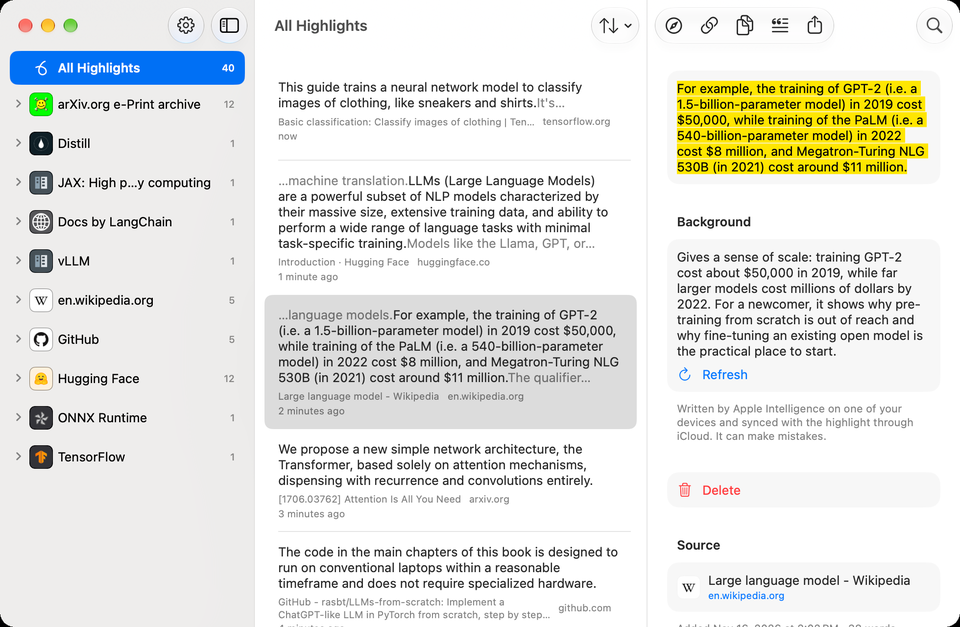 All Highlights 40
arXiv.org e-Print archive 12
Distill 1
JAX: High p...y computing 1
Docs by LangChain 1
vLLM 1
en.wikipedia.org 5
GitHub 5
Hugging Face 12
ONNX Runtime 1
TensorFlow 1
All Highlights
This guide trains a neural network model to classify
images of clothing, like sneakers and shirts.It's...
Basic classification: Classify images of clothing | Ten... tensorflow.org
now
...machine translation.LLMs (Large Language Models)
are a powerful subset of NLP models characterized by
their massive size, extensive training data, and ability to
perform a wide range of language tasks with minimal
task-specific training.Models like the Llama, GPT, or...
Introduction · Hugging Face huggingface.co
1 minute ago
...language models.For example, the training of GPT-2
(i.e. a 1.5-billion-parameter model) in 2019 cost $50,000,
while training of the PaLM (i.e. a 540-billion-parameter
model) in 2022 cost $8 million, and Megatron-Turing NLG
530B (in 2021) cost around $11 million.The qualifier...
Large language model - Wikipedia en.wikipedia.org
2 minutes ago
We propose a new simple network architecture, the
Transformer, based solely on attention mechanisms,
dispensing with recurrence and convolutions entirely.
[1706.03762] Attention Is All You Need arxiv.org
3 minutes ago
The code in the main chapters of this book is designed to
run on conventional laptops within a reasonable
timeframe and does not require specialized hardware.
GitHub - rasbt/LLMs-from-scratch: Implement a
ChatGPT-like LLM in PyTorch from scratch, step by step... github.com
For example, the training of GPT-2 (i.e. a
1.5-billion-parameter model) in 2019 cost
$50,000, while training of the PaLM (i.e. a
540-billion-parameter model) in 2022
cost $8 million, and Megatron-Turing NLG
530B (in 2021) cost around $11 million.
Background
Gives a sense of scale: training GPT-2
cost about $50,000 in 2019, while far
larger models cost millions of dollars by
2022. For a newcomer, it shows why pre-
training from scratch is out of reach and
why fine-tuning an existing open model is
the practical place to start.
Refresh
Written by Apple Intelligence on one of your
devices and synced with the highlight through
iCloud. It can make mistakes.
Delete
Source
W Large language model - Wikipedia
en.wikipedia.org